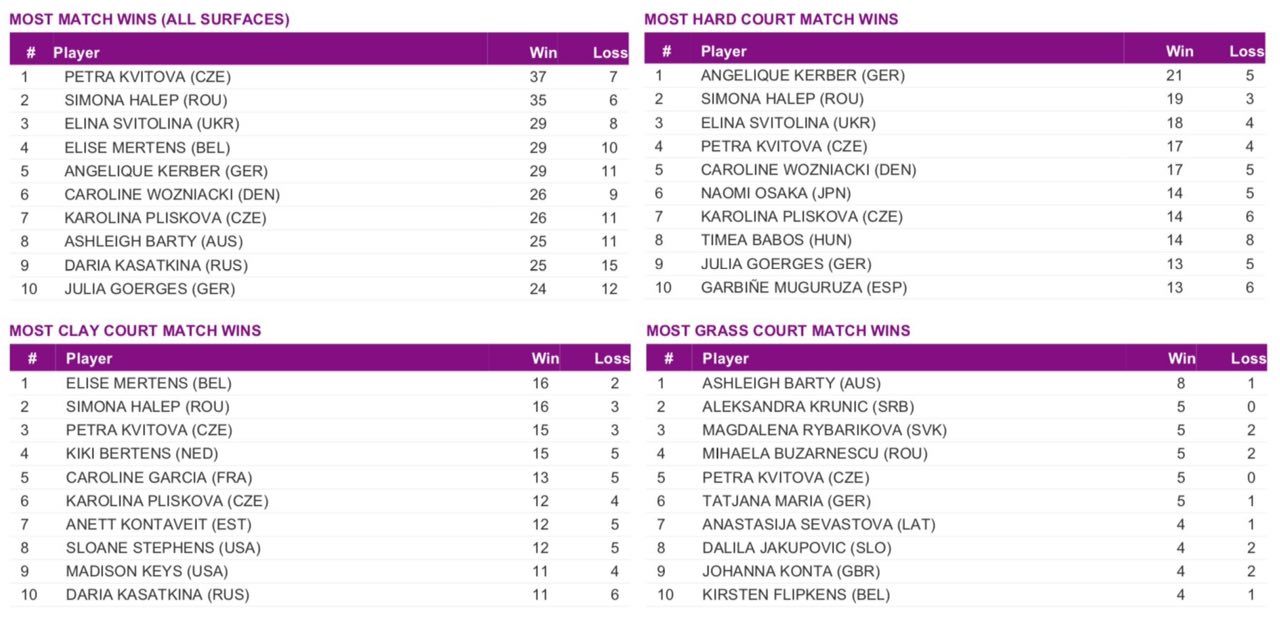 MOST MATCH WINS (ALL SURFACES)
# Player Win Loss
1 PETRA KVITOVA (CZE) 37 7
2 SIMONA HALEP (ROU) 35 6
3 ELINA SVITOLINA (UKR) 29 8
4 ELISE MERTENS (BEL) 29 10
5 ANGELIQUE KERBER (GER) 29 11
6 CAROLINE WOZNIACKI (DEN) 26 9
7 KAROLINA PLISKOVA (CZE) 26 11
8 ASHLEIGH BARTY (AUS) 25 11
9 DARIA KASATKINA (RUS) 25 15
10 JULIA GOERGES (GER) 24 12
MOST HARD COURT MATCH WINS
# Player Win Loss
1 ANGELIQUE KERBER (GER) 21 5
2 SIMONA HALEP (ROU) 19 3
3 ELINA SVITOLINA (UKR) 18 4
4 PETRA KVITOVA (CZE) 17 4
5 CAROLINE WOZNIACKI (DEN) 17 5
6 NAOMI OSAKA (JPN) 14 5
7 KAROLINA PLISKOVA (CZE) 14 6
8 TIMEA BABOS (HUN) 14 8
9 JULIA GOERGES (GER) 13 5
10 GARBIÑE MUGURUZA (ESP) 13 6
MOST CLAY COURT MATCH WINS
# Player Win Loss
1 ELISE MERTENS (BEL) 16 2
2 SIMONA HALEP (ROU) 16 3
3 PETRA KVITOVA (CZE) 15 3
4 KIKI BERTENS (NED) 15 5
5 CAROLINE GARCIA (FRA) 13 5
6 KAROLINA PLISKOVA (CZE) 12 4
7 ANETT KONTAVEIT (EST) 12 5
8 SLOANE STEPHENS (USA) 12 5
9 MADISON KEYS (USA) 11 4
10 DARIA KASATKINA (RUS) 11 6
MOST GRASS COURT MATCH WINS
# Player Win Loss
1 ASHLEIGH BARTY (AUS) 8 1
2 ALEKSANDRA KRUNIC (SRB) 5 0
3 MAGDALENA RYBARIKOVA (SVK) 5 2
4 MIHAELA BUZARNESCU (ROU) 5 2
5 PETRA KVITOVA (CZE) 5 0
6 TATJANA MARIA (GER) 5 1
7 ANASTASIJA SEVASTOVA (LAT) 4 1
8 DALILA JAKUPOVIC (SLO) 4 2
9 JOHANNA KONTA (GBR) 4 2
10 KIRSTEN FLIPKENS (BEL) 4 1